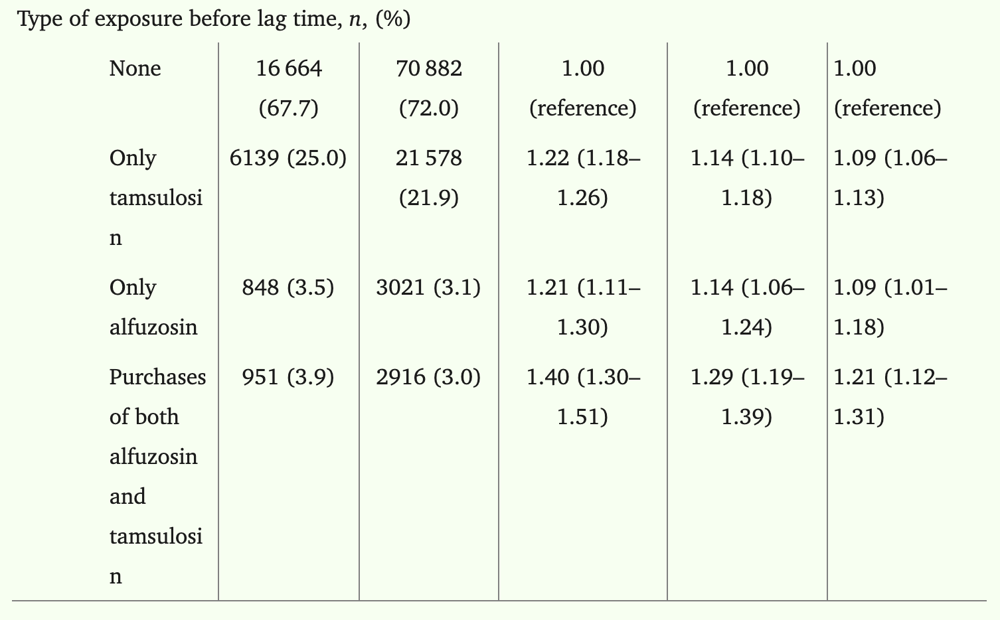 Type of exposure before lag time, n, (%)
None 16 664 70 882 1.00 1.00 1.00
(67.7) (72.0) (reference) (reference) (reference)
Only 6139 (25.0) 21 578 1.22 (1.18– 1.14 (1.10– 1.09 (1.06–
tamsulosi (21.9) 1.26) 1.18) 1.13)
n
Only 848 (3.5) 3021 (3.1) 1.21 (1.11– 1.14 (1.06– 1.09 (1.01–
alfuzosin 1.30) 1.24) 1.18)
Purchases 951 (3.9) 2916 (3.0) 1.40 (1.30– 1.29 (1.19– 1.21 (1.12–
of both 1.51) 1.39) 1.31)
alfuzosin
and
tamsulosi
n